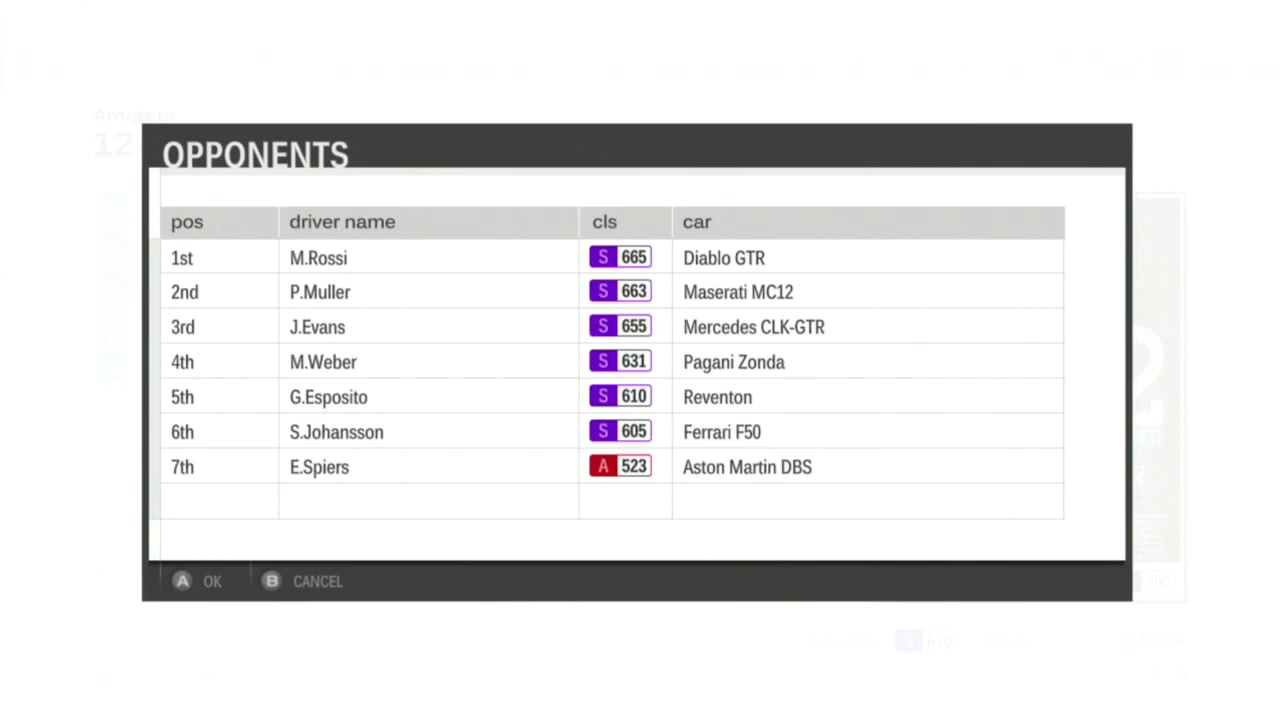 Amateur
OPPONENTS
pos driver name cls car
1st M.Rossi S 665 Diablo GTR
2nd P.Muller S 663 Maserati MC12
3rd J.Evans S 655 Mercedes CLK-GTR
4th M.Weber S 631 Pagani Zonda
5th G.Esposito S 610 Reventon
6th S.Johansson S 605 Ferrari F50
7th E.Spiers A 523 Aston Martin DBS
A OK B CANCEL